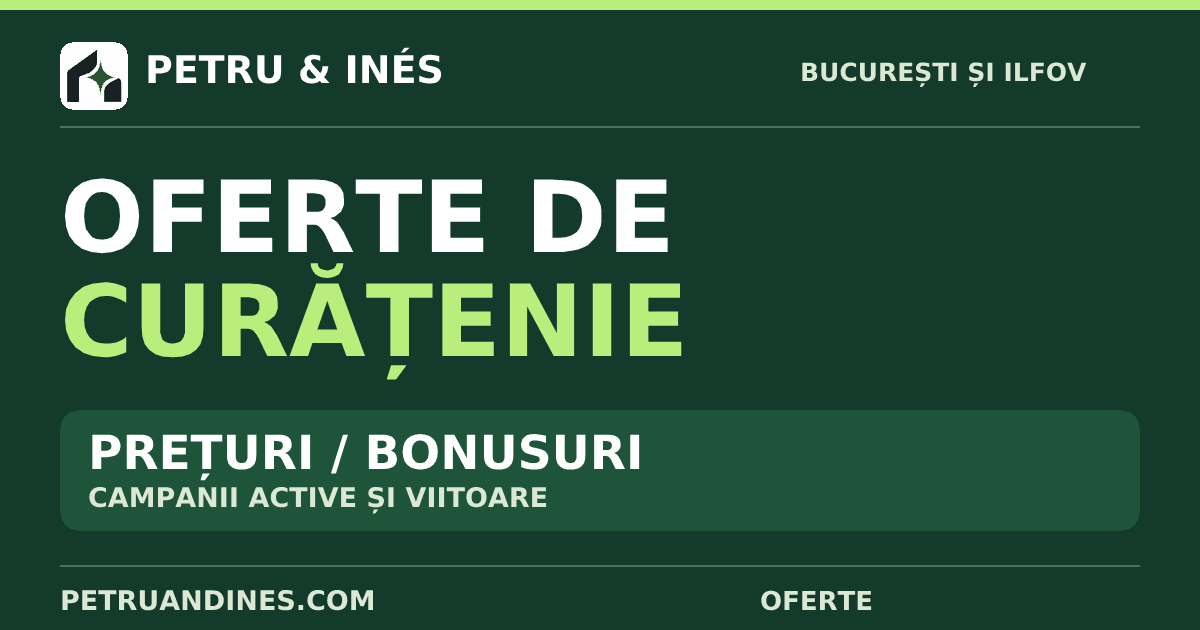 PETRU & INÉS
BUCUREȘTI ȘI ILFOV
OFERTE DE
CURĂȚENIE
PREȚURI / BONUSURI
CAMPANII ACTIVE ȘI VIITOARE
PETRUANDINES.COM
OFERTE